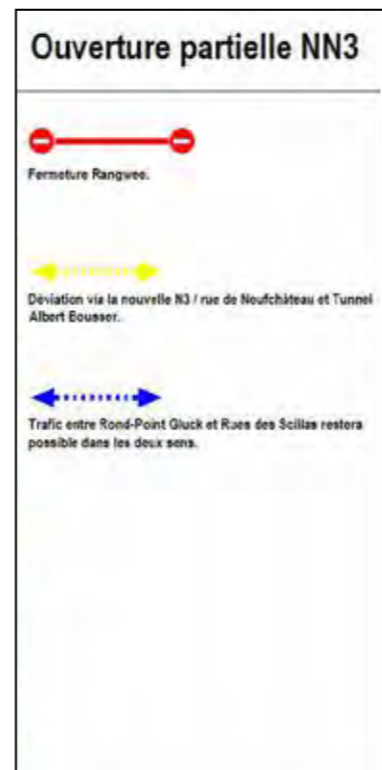 Ouverture partielle NN3
Fermeture Rangwee.
Déviation via la nouvelle N3 / rue de Neufchâteau et Tunnel
Albert Bousser.
Trafic entre Rond-Point Gluck et Rues des Scillas restera
possible dans les deux sens.